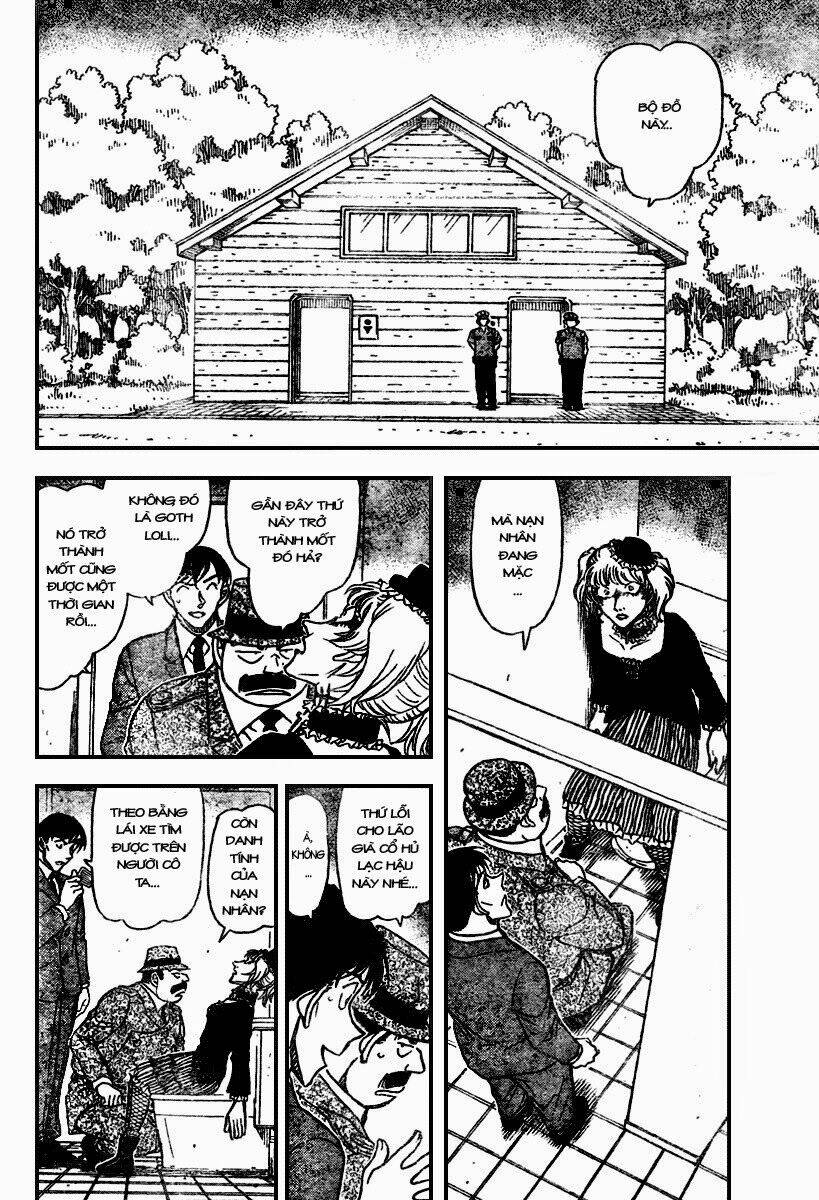 BỘ ĐỒ
NÀY..
MÀ NẠN
NHÂN
ĐANG
MẶC
...
GẦN ĐÂY THỨ
NÀY TRỞ
THÀNH MỐT
ĐÓ HẢ?
KHÔNG ĐÓ
LÀ GOTH
LOLI...
NÓ TRỞ
THÀNH
MỐT CŨNG
ĐƯỢC MỘT
THỜI GIAN
RỒI...
THỨ LỖI
CHO LÃO
GIÀ CỔ HỦ
LẠC HẬU
NÀY NHÉ...
À,
KHÔNG
...
CÒN
DANH
TÍNH
CỦA
NẠN
NHÂN?
THEO BẰNG
LÁI XE TÌM
ĐƯỢC TRÊN
NGƯỜI CÔ
TA...